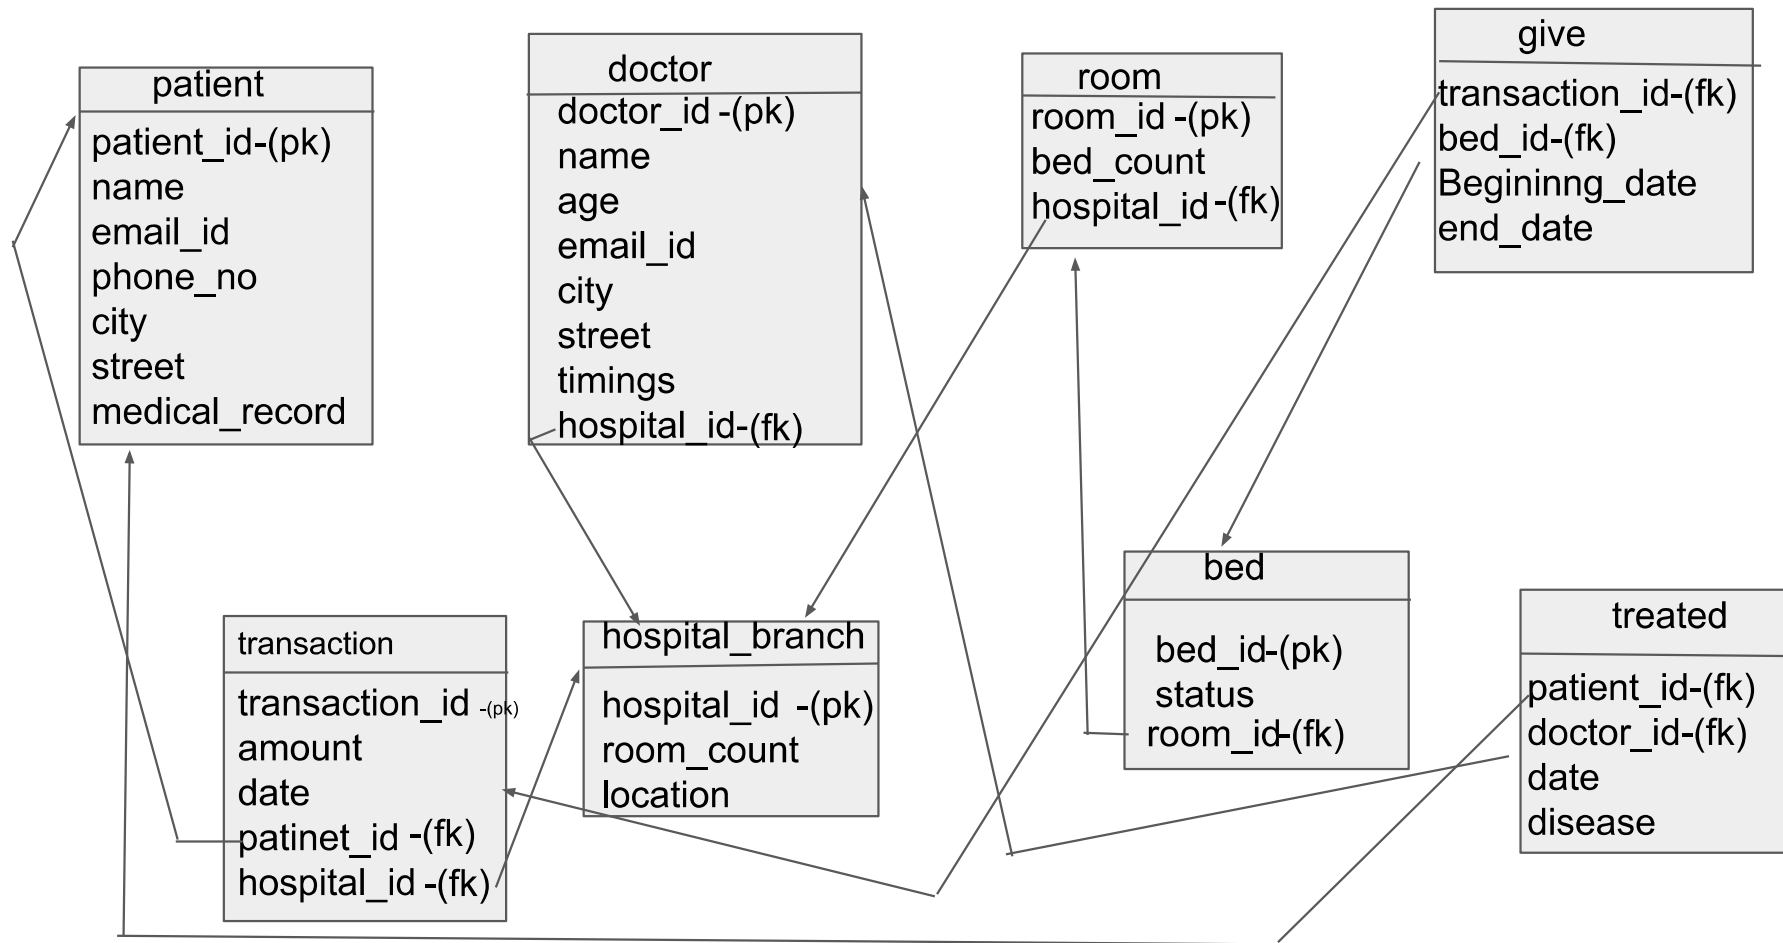 patient
patient_id-(pk)
name
email_id
phone_no
city
street
medical_record
doctor
doctor_id -(pk)
name
age
email_id
city
street
timings
hospital_id-(fk)
room
room_id -(pk)
bed_count
hospital_id -(fk)
give
transaction_id-(fk)
bed_id-(fk)
Begininng_date
end_date
transaction
transaction_id -(pk)
amount
date
patinet_id -(fk)
hospital_id -(fk)
hospital_branch
hospital_id -(pk)
room_count
location
bed
bed_id-(pk)
status
room_id-(fk)
treated
patient_id-(fk)
doctor_id-(fk)
date
disease